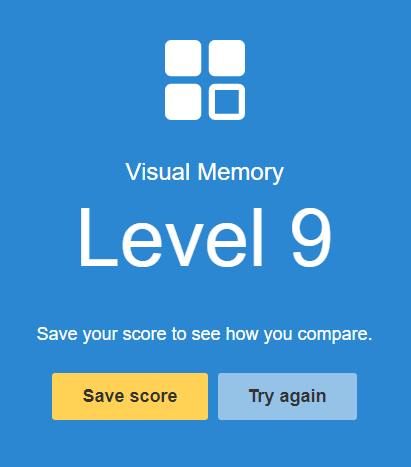 Visual Memory
Level 9
Save your score to see how you compare.
Save score Try again